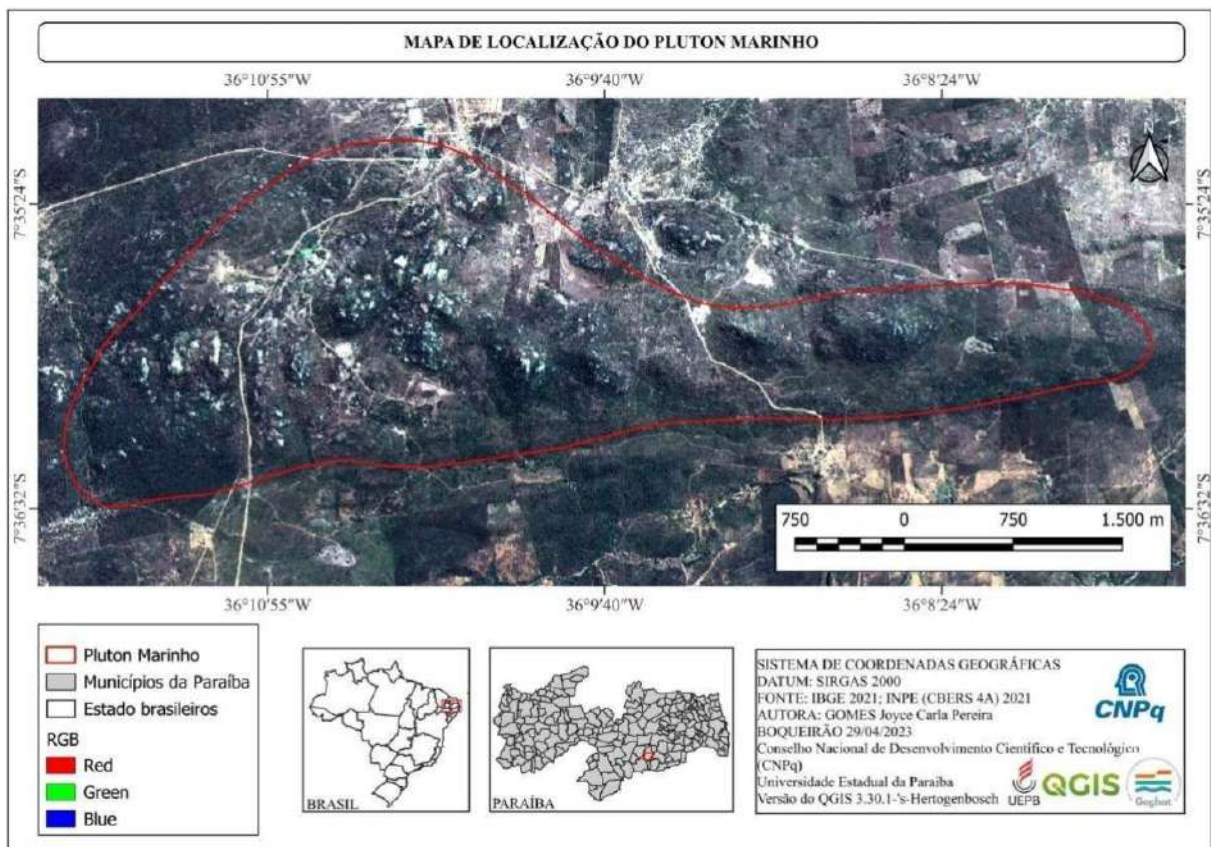 MAPA DE LOCALIZAÇÃO DO PLUTON MARINHO
36°10'55"W 36°9'40"W 36°8'24"W
7°35'24"S 7°35'24"S
7°36'32"S 7°36'32"S
750 0 750 1.500 m
36°10'55"W 36°9'40"W 36°8'24"W
Pluton Marinho
Municípios da Paraíba
Estado brasileiros
RGB
Red
Green
Blue
BRASIL
PARAÍBA
SISTEMA DE COORDENADAS GEOGRÁFICAS
DATUM: SIRGAS 2000
FONTE: IBGE 2021; INPE (CBERS 4A) 2021
AUTORA: GOMES Joyce Carla Pereira
BOQUEIRÃO 29/04/2023
Conselho Nacional de Desenvolvimento Científico e Tecnológico
(CNPq)
Universidade Estadual da Paraíba
Versão do QGIS 3.30.1-'s-Hertogenbosch
CNPq
UEPB
QGIS